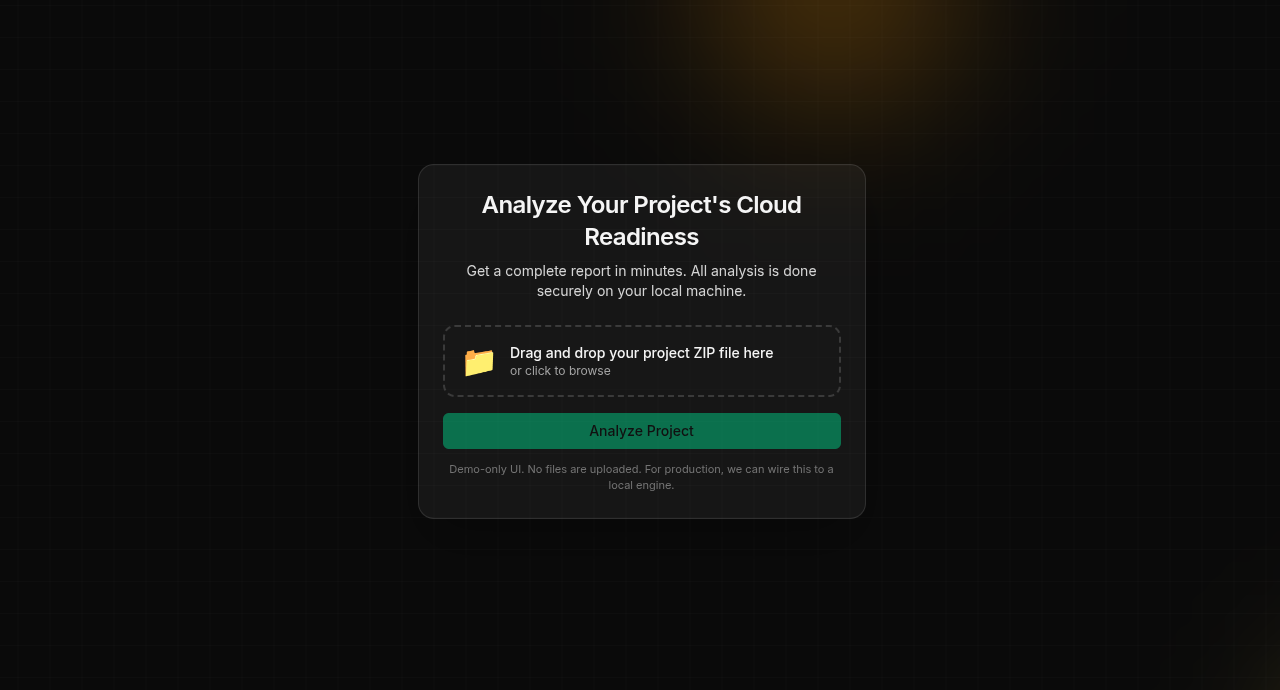 Analyze Your Project's Cloud
Readiness
Get a complete report in minutes. All analysis is done
securely on your local machine.
Drag and drop your project ZIP file here
or click to browse
Analyze Project
Demo-only UI. No files are uploaded. For production, we can wire this to a
local engine.